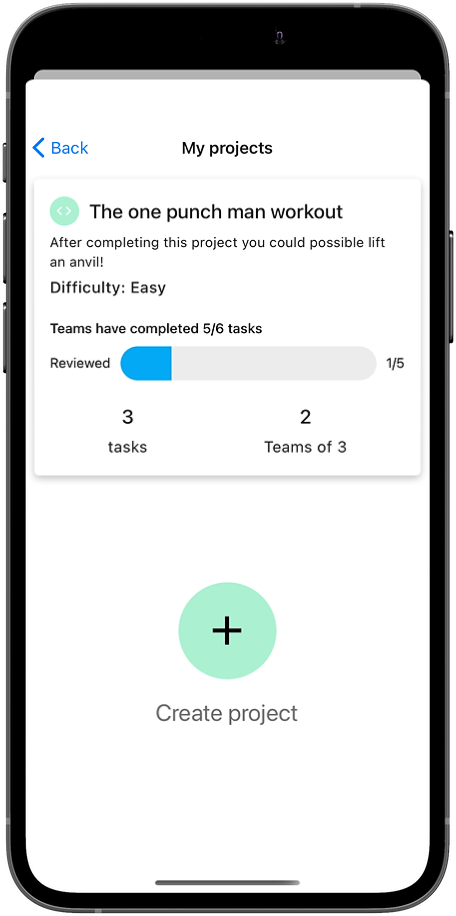 Back
My projects
The one punch man workout
After completing this project you could possible lift
an anvil!
Difficulty: Easy
Teams have completed 5/6 tasks
Reviewed
1/5
3
2
tasks
Teams of 3
+
Create project